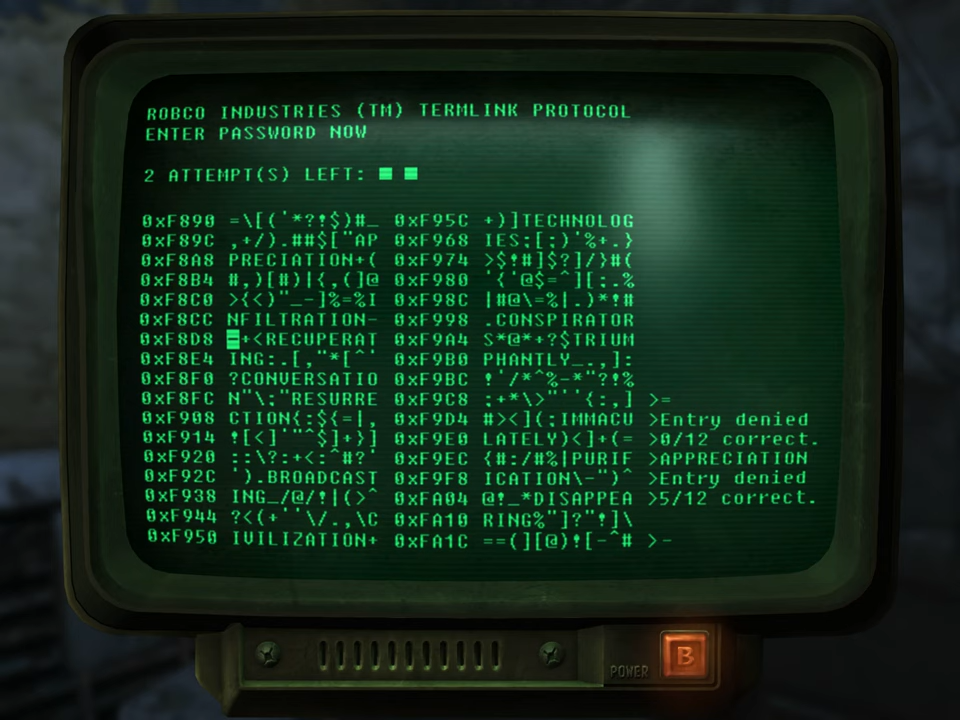 ROBCO INDUSTRIES (TM) TERMLINK PROTOCOL
ENTER PASSWORD NOW
2 ATTEMPT(S) LEFT: ■ ■
0xF890 =\[('*?!$)#_ 0xF95C +)]TECHNOLOG
0xF89C ,+/).##$["AP 0xF968 IES;[;)'%+.}
0xF8A8 PRECIATION+( 0xF974 >$!#]$?]/}#(
0xF8B4 #,)[#)|{,(]@ 0xF980 '{'@$=^][:.%
0xF8C0 >{<)"_-]%=%I 0xF98C |#@\=%|.)*!#
0xF8CC NFILTRATION- 0xF998 .CONSPIRATOR
0xF8D8 =+<RECUPERAT 0xF9A4 S*@*+?$TRIUM
0xF8E4 ING:.[,"*[^' 0xF9B0 PHANTLY_.,]:
0xF8F0 ?CONVERSATIO 0xF9BC !'/*^%-*"?!%
0xF8FC N"\;"RESURRE 0xF9C8 :+*\>"''{:,] >=
0xF908 CTION{:${=|, 0xF9D4 #><](;IMMACU >Entry denied
0xF914 ![<]'"^$]+}] 0xF9E0 LATELY)<]+(= >0/12 correct.
0xF920 ::\?:+<:^#?' 0xF9EC {#:/#%|PURIF >APPRECIATION
0xF92C ').BROADCAST 0xF9F8 ICATION\-")^ >Entry denied
0xF938 ING_/@/!|(>^ 0xFA04 @!_*DISAPPEA >5/12 correct.
0xF944 ?<(+''\/.,\C 0xFA10 RING%"]?"!]\
0xF950 IVILIZATION+ 0xFA1C ==(][@)![-^# >-
POWER
B